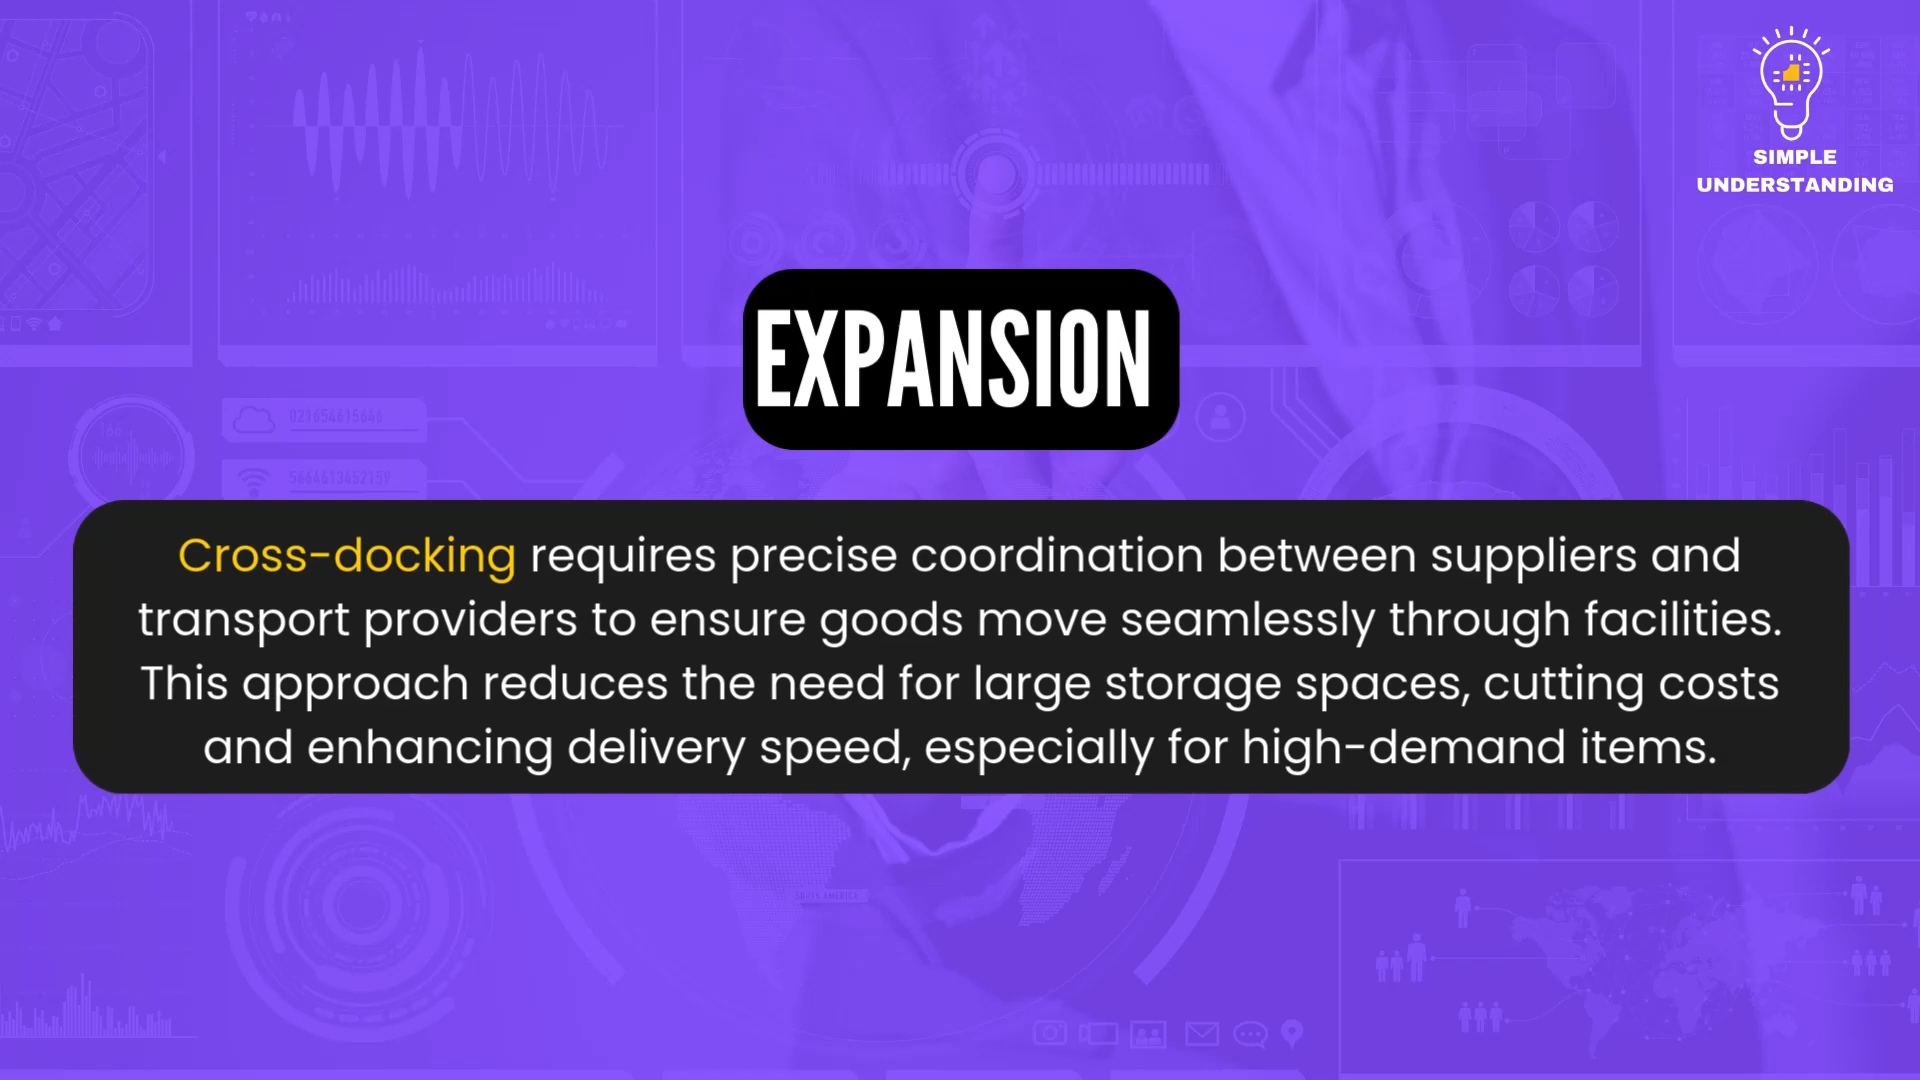 SIMPLE
UNDERSTANDING
EXPANSION
021654615646
Cross-docking requires precise coordination between suppliers and
transport providers to ensure goods move seamlessly through facilities.
This approach reduces the need for large storage spaces, cutting costs
and enhancing delivery speed, especially for high-demand items.